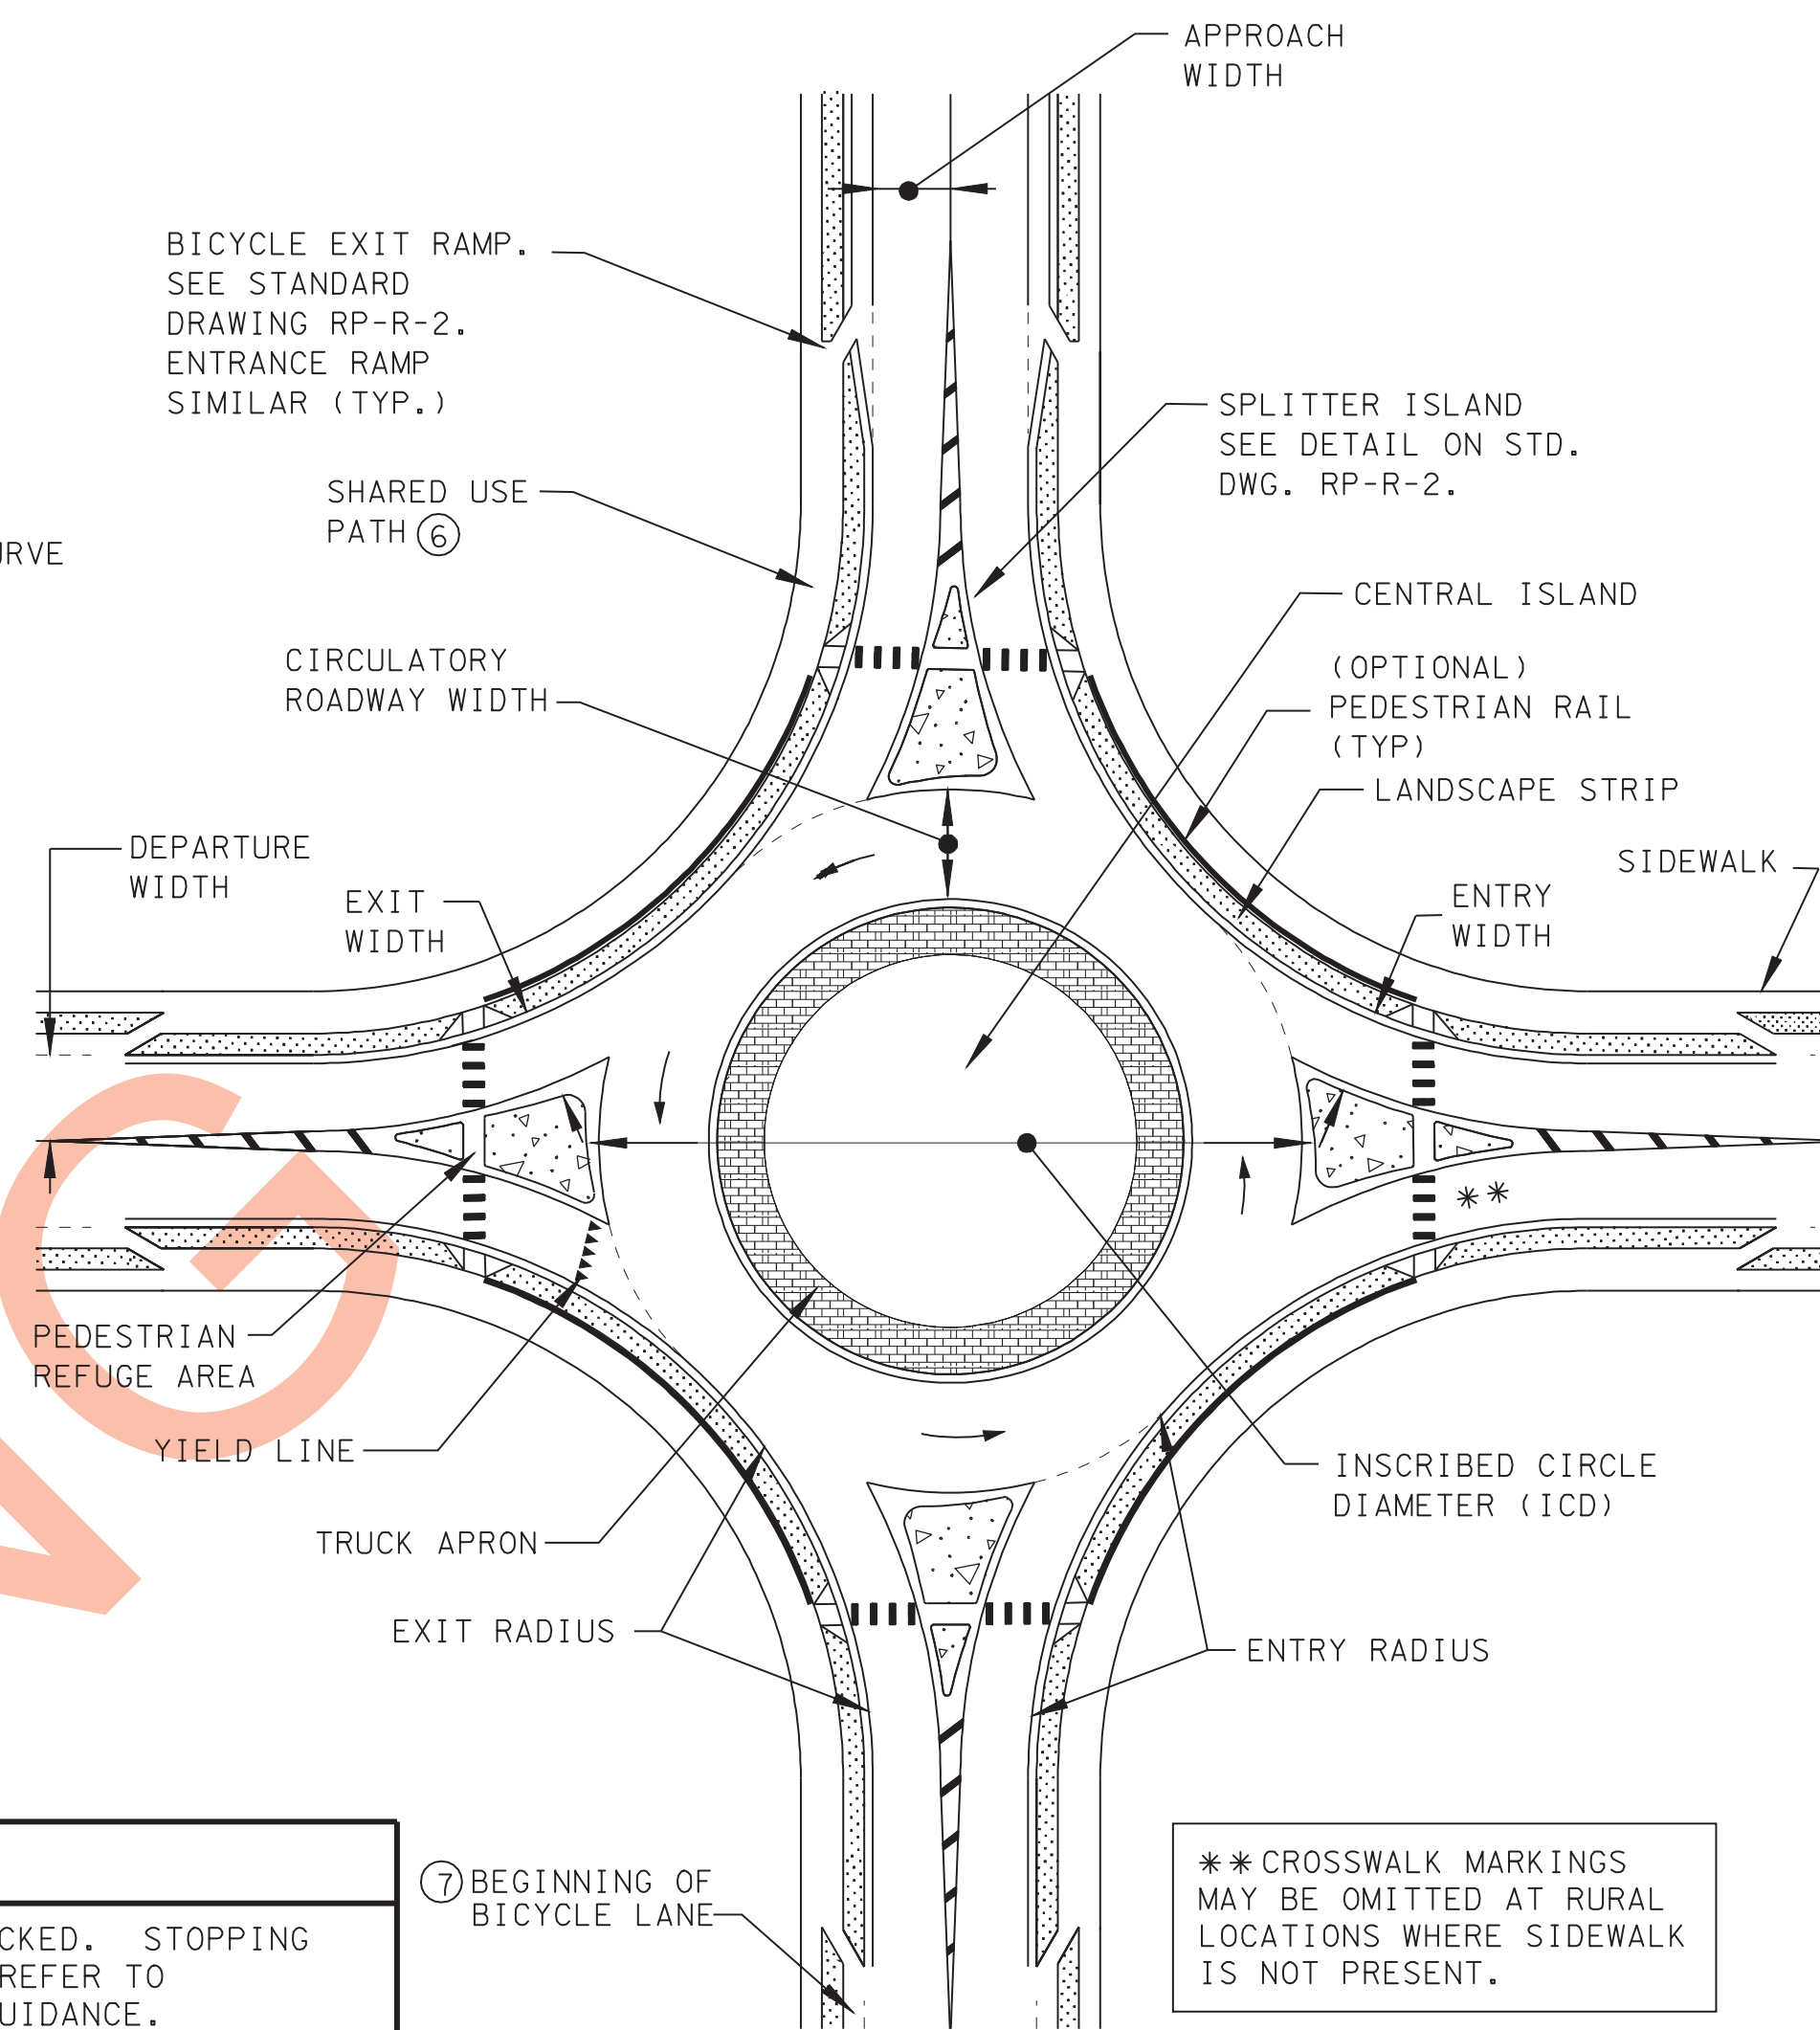 APPROACH
WIDTH
BICYCLE EXIT RAMP.
SEE STANDARD
DRAWING RP-R-2.
ENTRANCE RAMP
SIMILAR (TYP.)
SPLITTER ISLAND
SEE DETAIL ON STD.
DWG. RP-R-2.
SHARED USE
PATH 6
URVE
CENTRAL ISLAND
CIRCULATORY
ROADWAY WIDTH
(OPTIONAL)
PEDESTRIAN RAIL
(TYP)
LANDSCAPE STRIP
DEPARTURE
WIDTH
SIDEWALK
EXIT
WIDTH
ENTRY
WIDTH
**
PEDESTRIAN
REFUGE AREA
YIELD LINE
INSCRIBED CIRCLE
DIAMETER (ICD)
TRUCK APRON
EXIT RADIUS
ENTRY RADIUS
7 BEGINNING OF
BICYCLE LANE
** CROSSWALK MARKINGS
MAY BE OMITTED AT RURAL
LOCATIONS WHERE SIDEWALK
IS NOT PRESENT.
CKED. STOPPING
REFER TO
UIDANCE.
G